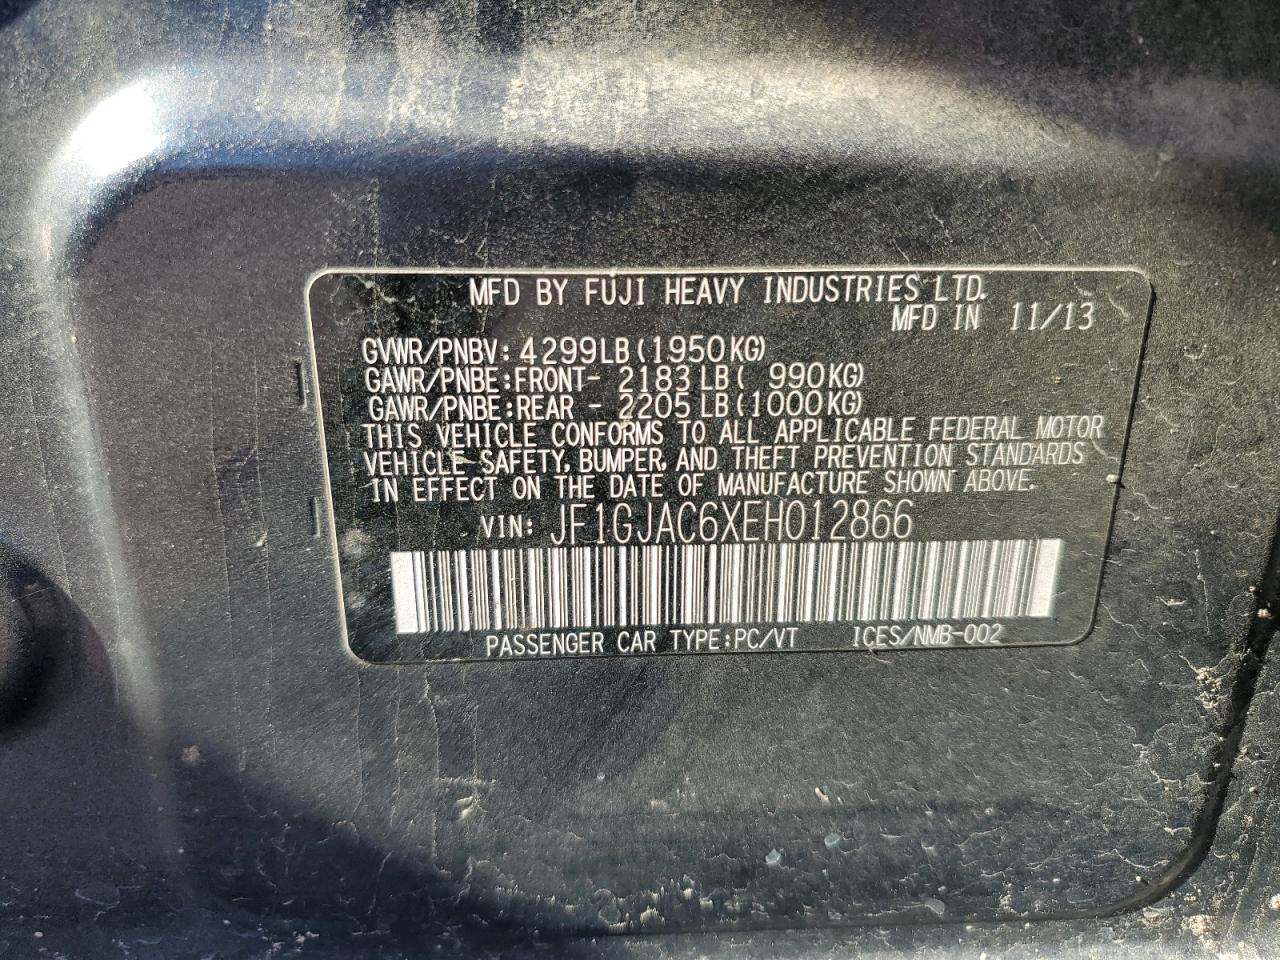 MFD BY FUJI HEAVY INDUSTRIES LTD.
MFD IN 11/13
GVWR/PNBV: 4299LB(1950KG)
GAWR/PNBE:FRONT- 2183LB( 990KG)
GAWR/PNBE:REAR - 2205LB(1000KG)
THIS VEHICLE CONFORMS TO ALL APPLICABLE FEDERAL MOTOR
VEHICLE SAFETY, BUMPER, AND THEFT PREVENTION STANDARDS
IN EFFECT ON THE DATE OF MANUFACTURE SHOWN ABOVE.
VIN: JF1GJAC6XEH012866
PASSENGER CAR TYPE:PC/VT ICES/NMB-002